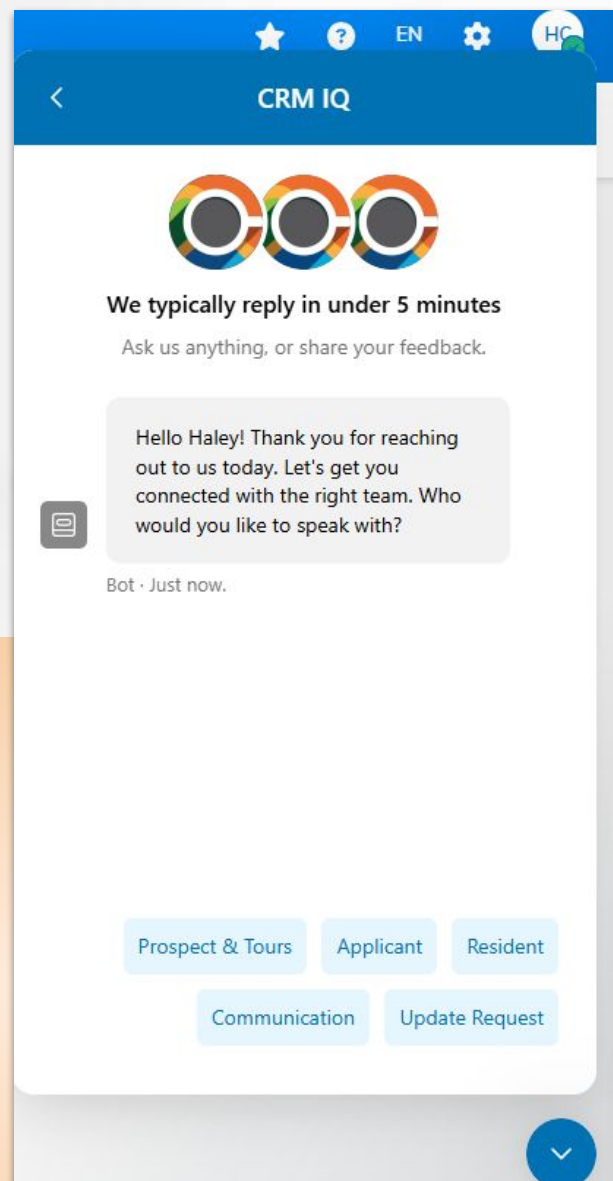 EN
HC
CRM IQ
We typically reply in under 5 minutes
Ask us anything, or share your feedback.
Hello Haley! Thank you for reaching
out to us today. Let's get you
connected with the right team. Who
would you like to speak with?
Bot · Just now.
Prospect & Tours
Applicant
Resident
Communication
Update Request